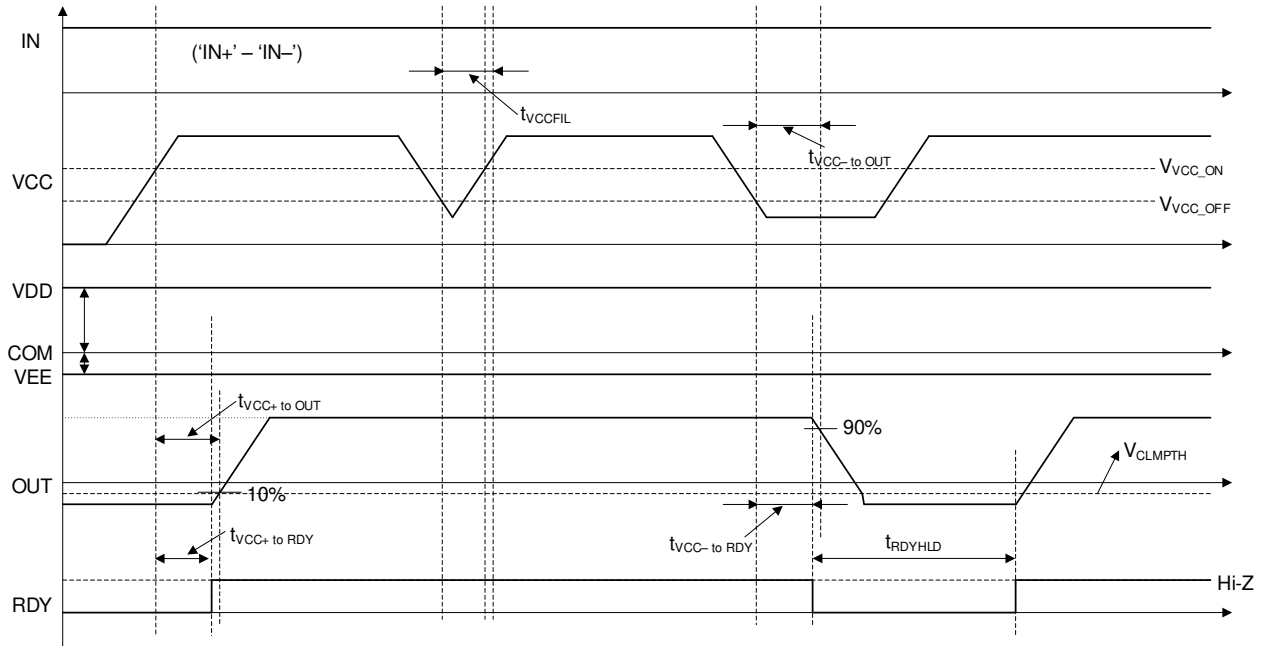 IN
(‘IN+’ – ‘IN–’)
tVCCFIL
tVCC– to OUT
VCC
VVCC_ON
VVCC_OFF
VDD
COM
VEE
tVCC+ to OUT
90%
VCLMPTH
OUT
10%
tVCC+ to RDY
tVCC– to RDY
tRDYHLD
Hi-Z
RDY